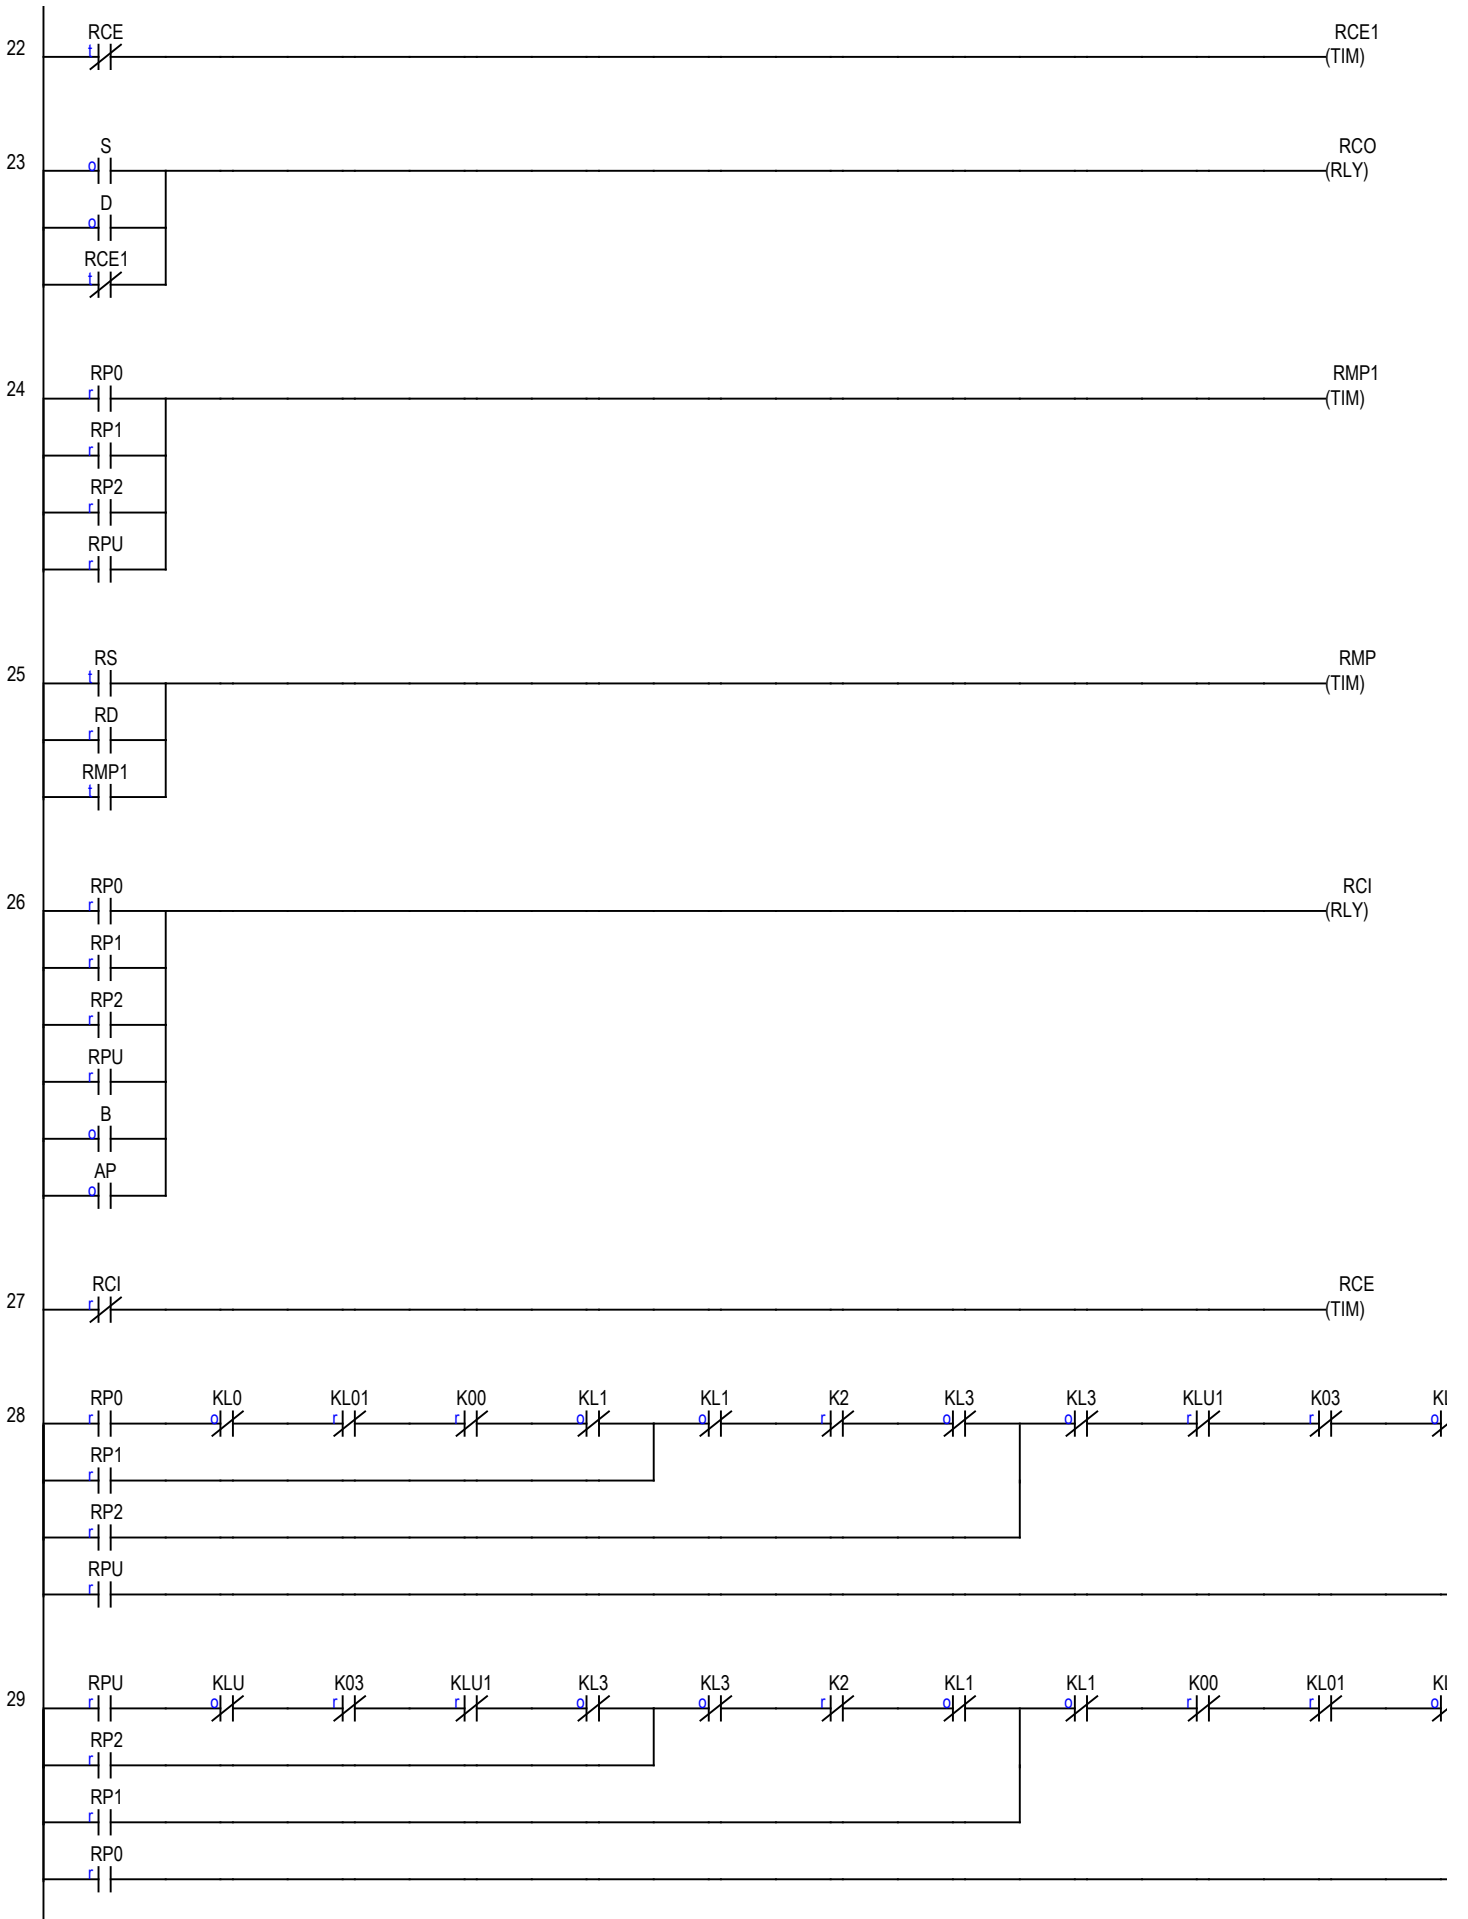 RCE RCE1
22 t (TIM)
S RCO
23 o (RLY)
D
o
RCE1
t
RP0 RMP1
24 r (TIM)
RP1
r
RP2
r
RPU
r
RS RMP
25 t (TIM)
RD
r
RMP1
t
RP0 RCI
26 r (RLY)
RP1
r
RP2
r
RPU
r
B
o
AP
o
RCI RCE
27 r (TIM)
RP0 KL0 KL01 K00 KL1 KL1 K2 KL3 KL3 KLU1 K03
28 r o r r o o r o o r r o
RP1
r
RP2
r
RPU
r
RPU KLU K03 KLU1 KL3 KL3 K2 KL1 KL1 K00 KL01
29 r o r r o o r o o r r o
RP2
r
RP1
r
RP0
r